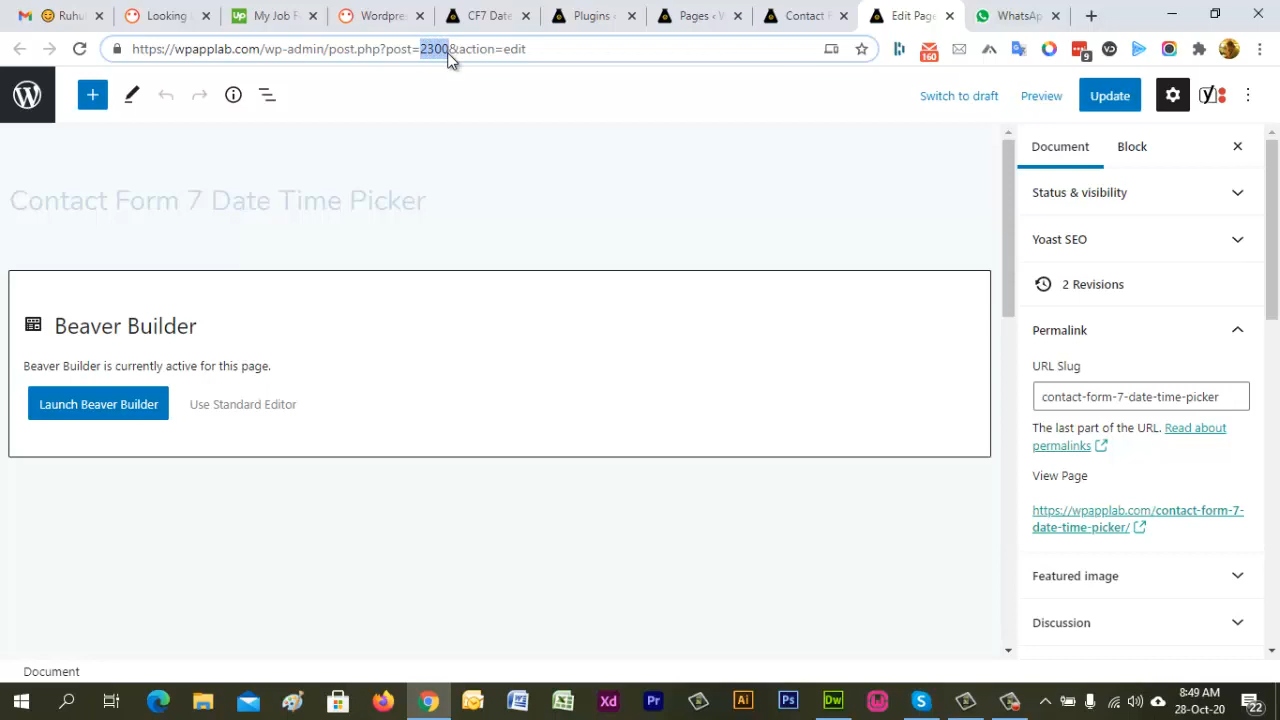 Ruhu
Looking
My Job F
Wordpres
CF7 Date
Plugins
Pages ‹ W
Contact F
Edit Page
WhatsAp
https://wpapplab.com/wp-admin/post.php?post=2300&action=edit
160
9
Switch to draft
Preview
Update
Document
Block
Contact Form 7 Date Time Picker
Status & visibility
Yoast SEO
2 Revisions
Beaver Builder
Beaver Builder is currently active for this page.
Launch Beaver Builder
Use Standard Editor
Permalink
URL Slug
contact-form-7-date-time-picker
The last part of the URL. Read about
permalinks
View Page
https://wpapplab.com/contact-form-7-
date-time-picker/
Featured image
Discussion
Document
8:49 AM
28-Oct-20
22